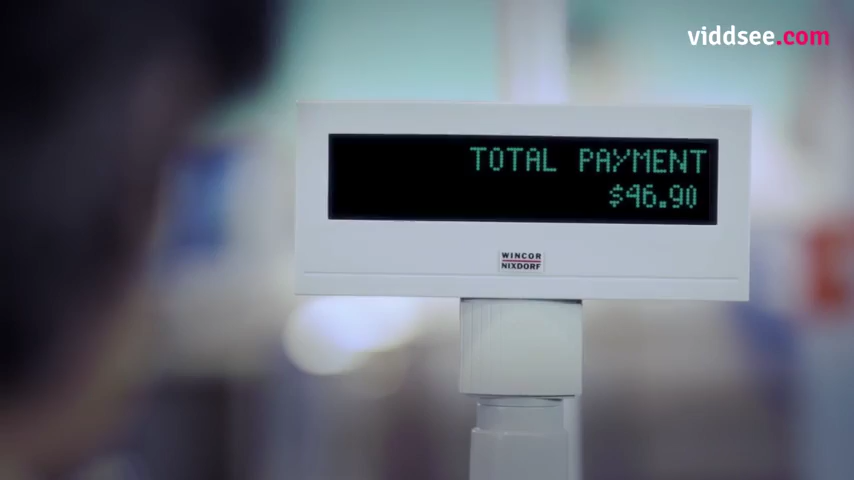 viddsee.com
TOTAL PAYMENT
$46.90
WINCOR
NIXDORF